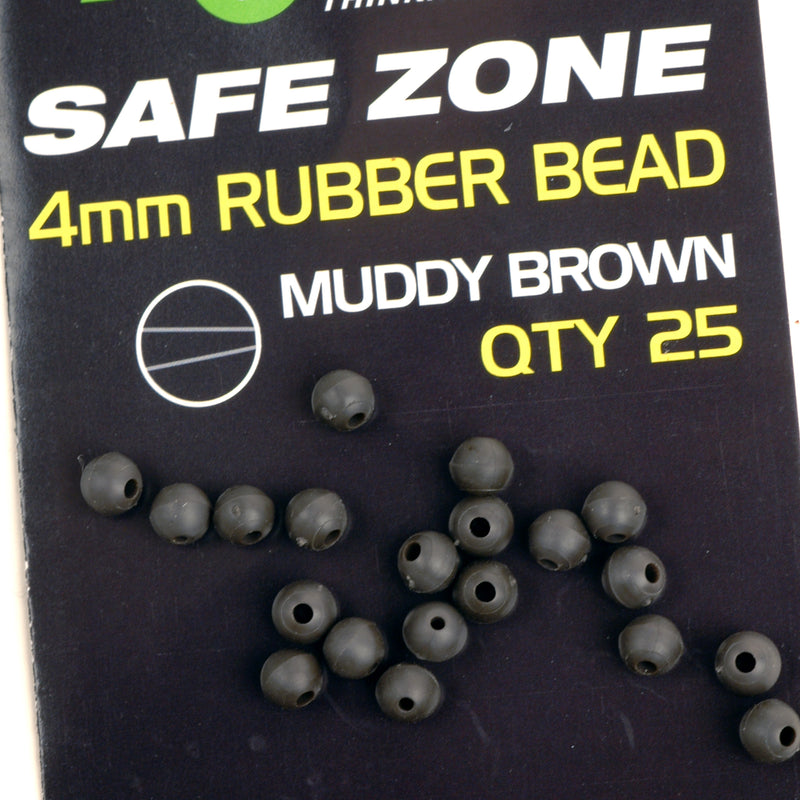 SAFE ZONE
4mm RUBBER BEAD
MUDDY BROWN
QTY 25